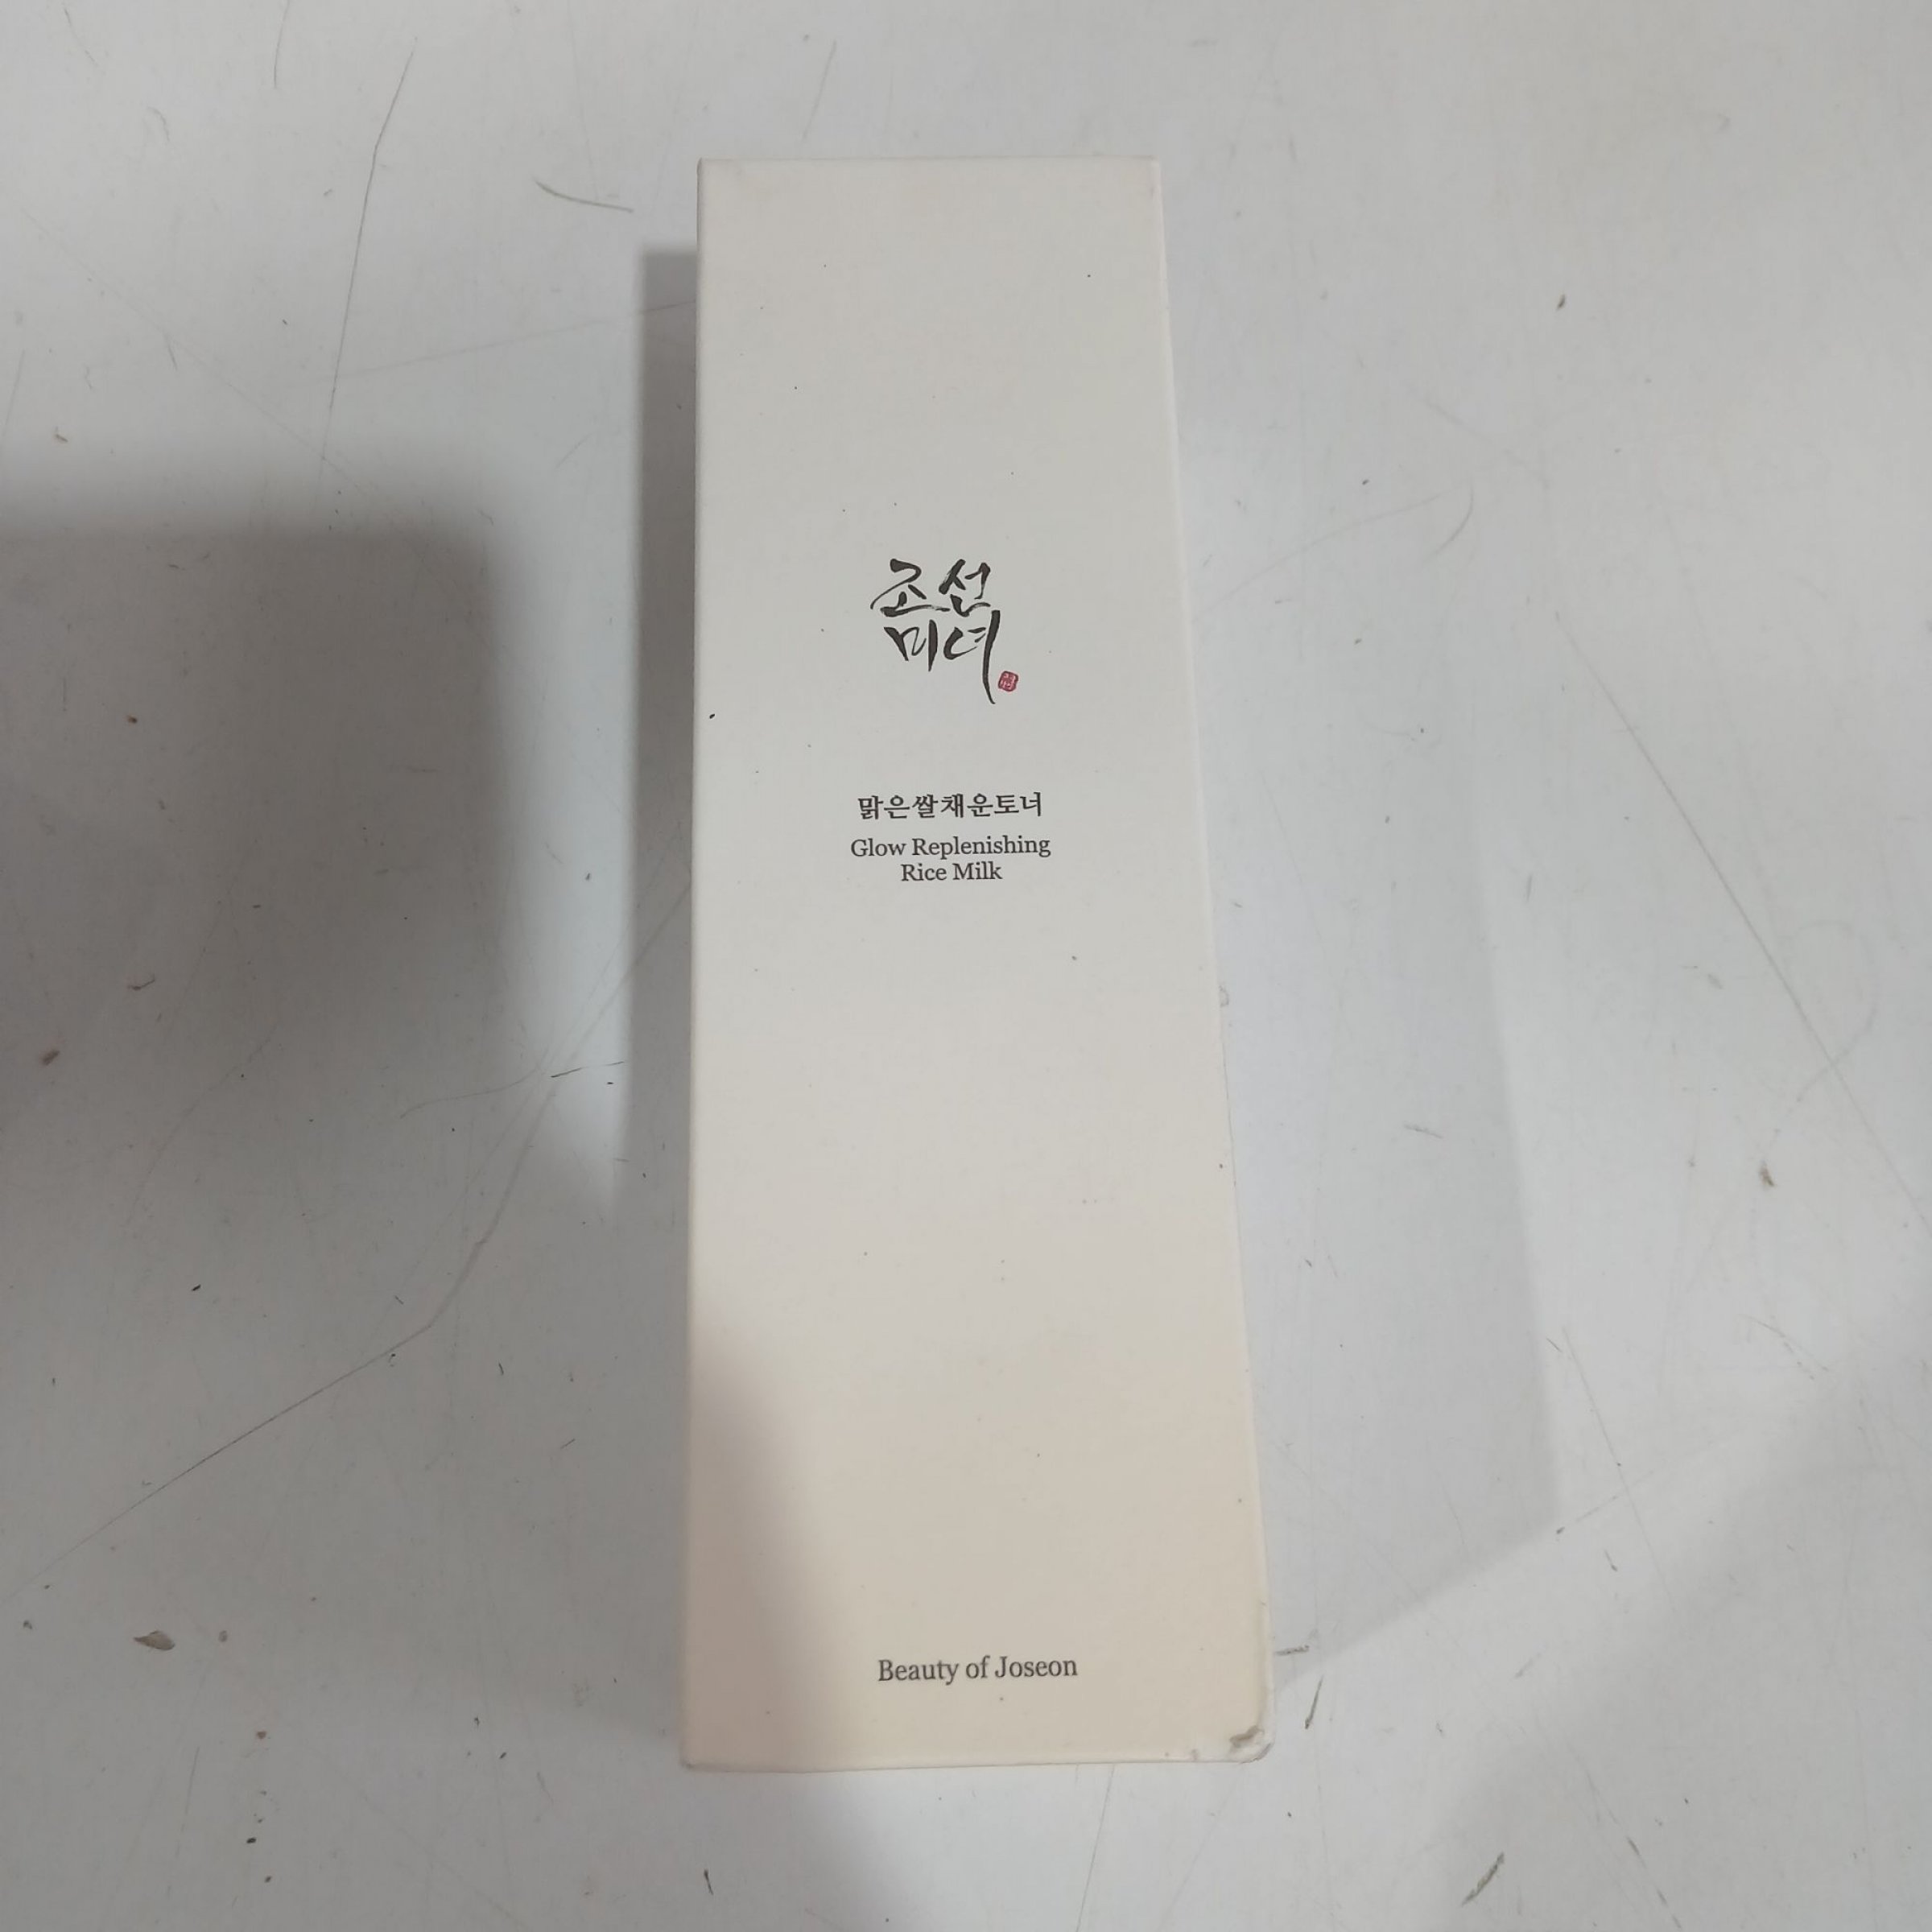 조선
미녀
맑은쌀채운토너
Glow Replenishing
Rice Milk
Beauty of Joseon